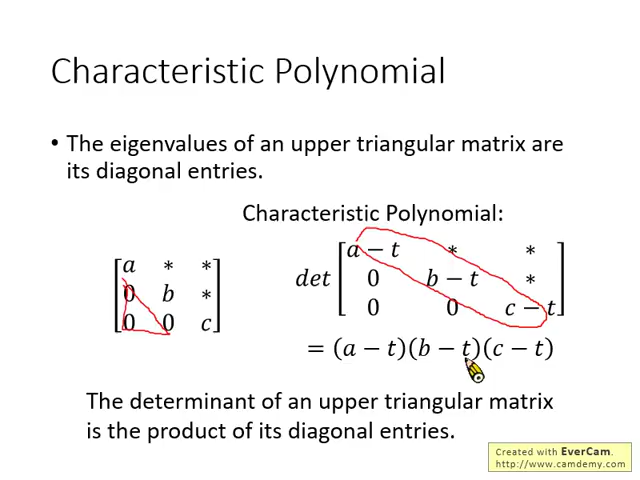 Characteristic Polynomial
• The eigenvalues of an upper triangular matrix are
its diagonal entries.
Characteristic Polynomial:
a ∗ ∗
0 b ∗
0 0 c
det
a − t ∗ ∗
0 b − t ∗
0 0 c − t
= (a − t)(b − t)(c − t)
The determinant of an upper triangular matrix
is the product of its diagonal entries.
Created with EverCam.
http://www.camdemy.com